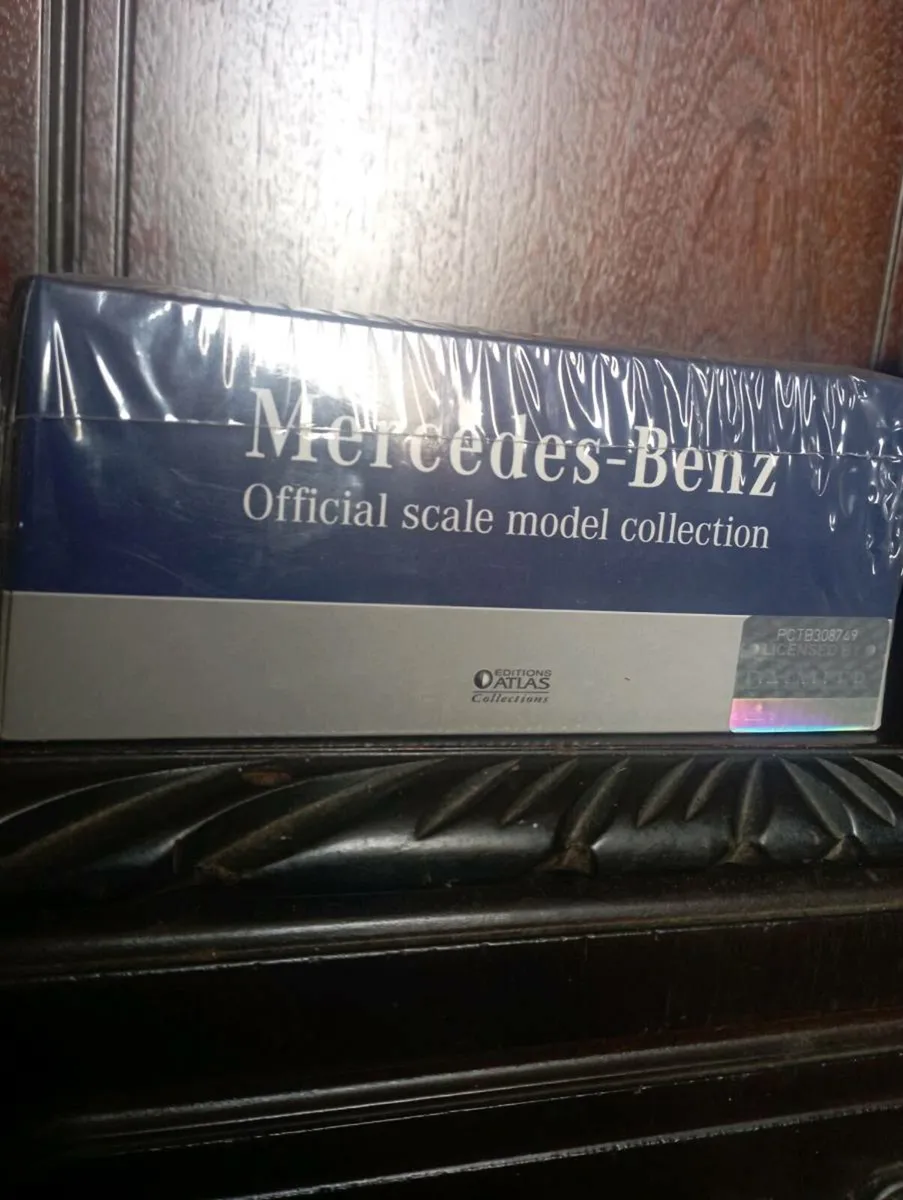 Mercedes-Benz
Official scale model collection
EDITIONS
ATLAS
Collections
PCTB308749
LICENSED BY